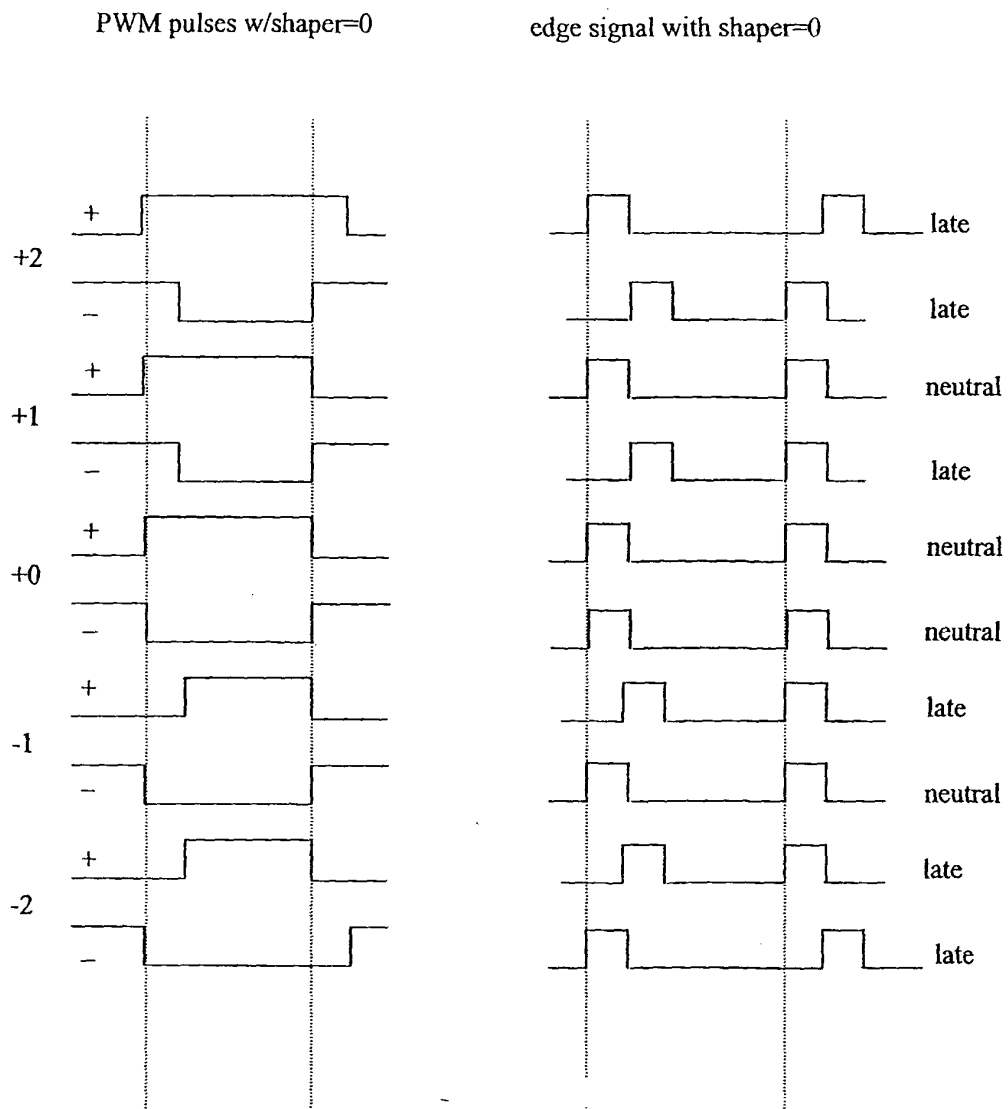 PWM pulses w/shaper=0
edge signal with shaper=0
+
late
+2
−
late
+
neutral
+1
−
late
+
neutral
+0
−
neutral
+
late
-1
−
neutral
+
late
-2
−
late